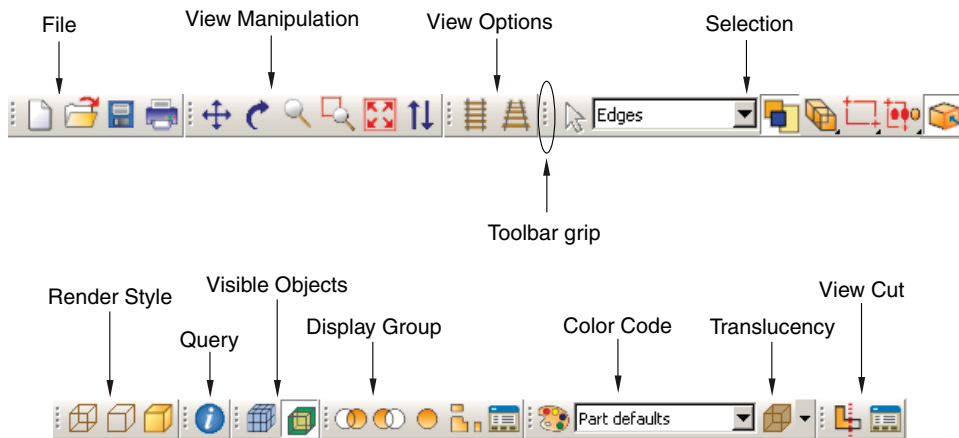 File
View Manipulation
View Options
Selection
Edges
Toolbar grip
Render Style
Query
Visible Objects
Display Group
Color Code
Translucency
View Cut
i
Part defaults